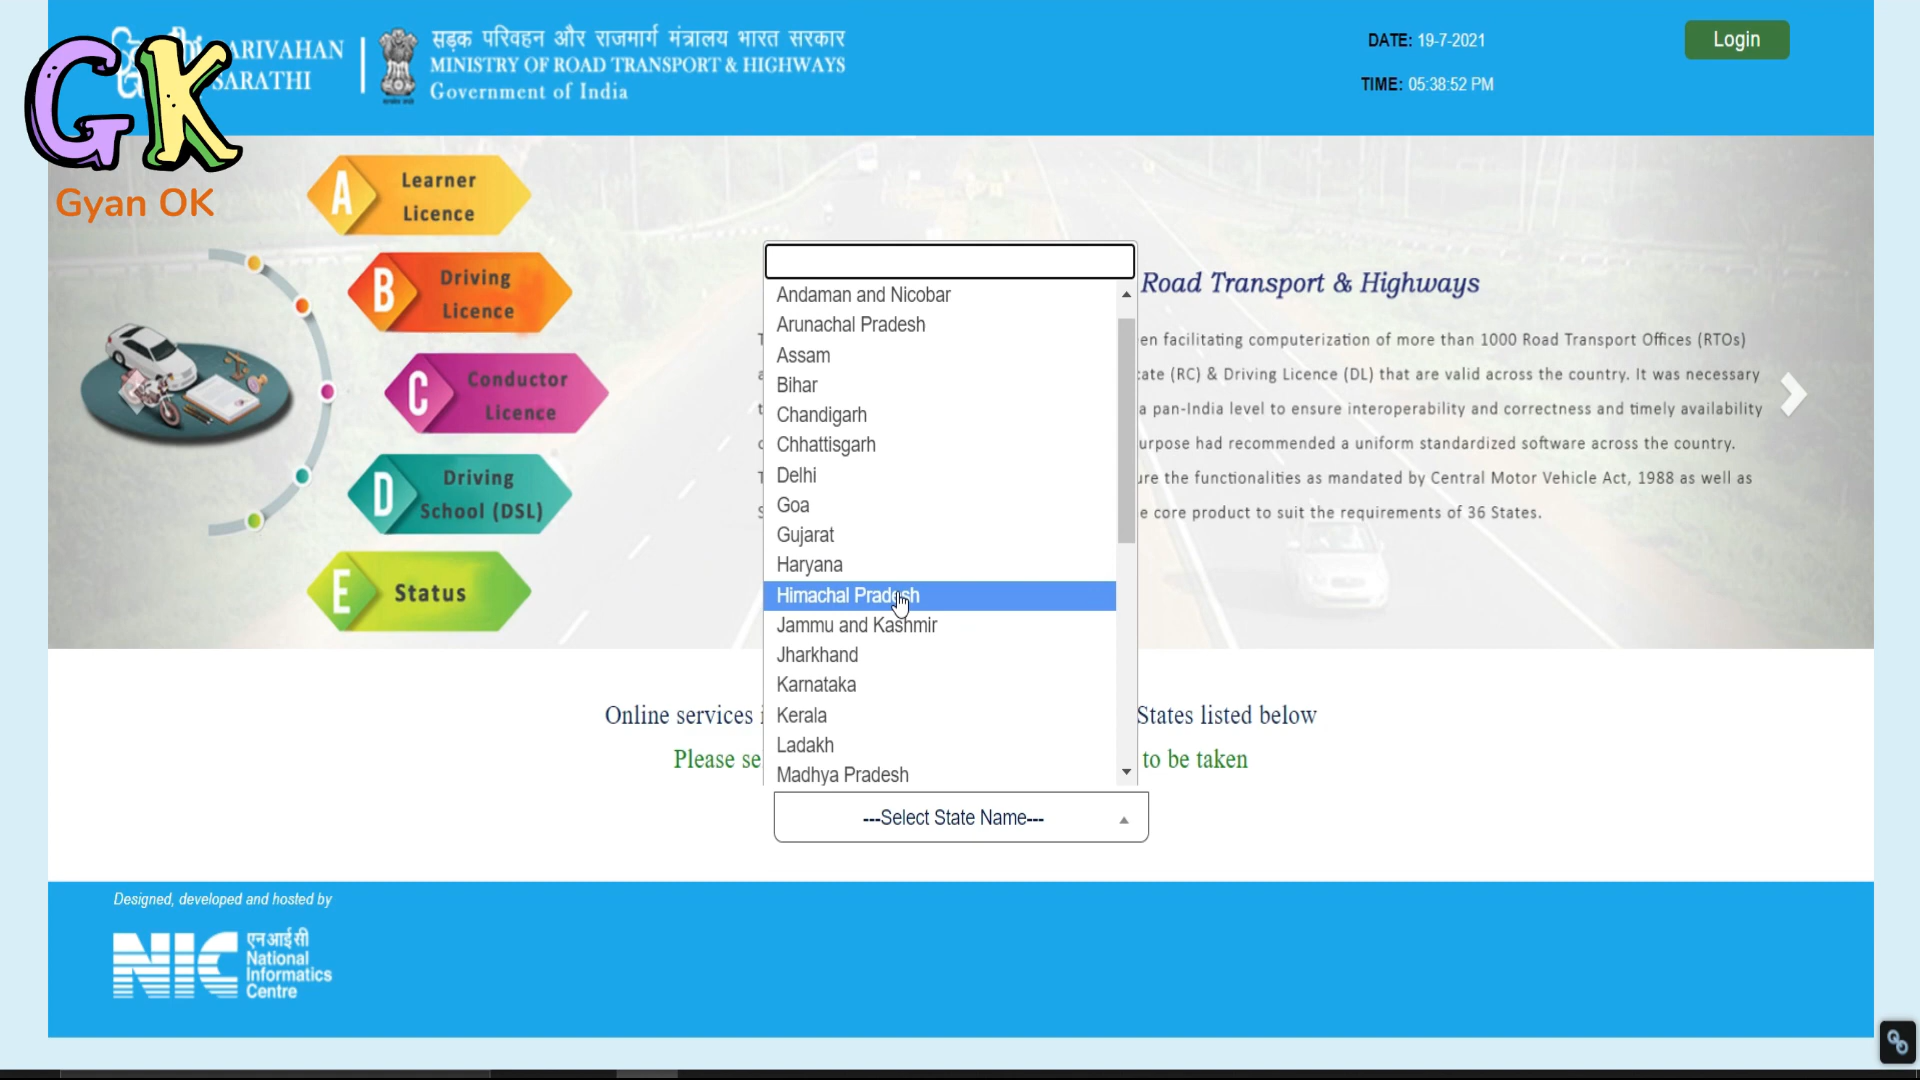 GK
Gyan OK
ARIVAHAN
SARATHI
सड़क परिवहन और राजमार्ग मंत्रालय भारत सरकार
MINISTRY OF ROAD TRANSPORT & HIGHWAYS
Government of India
DATE: 19-7-2021
TIME: 05:38:52 PM
Login
A Learner
Licence
B Driving
Licence
C Conductor
Licence
D Driving
School (DSL)
E Status
Road Transport & Highways
en facilitating computerization of more than 1000 Road Transport Offices (RTOs)
ate (RC) & Driving Licence (DL) that are valid across the country. It was necessary
a pan-India level to ensure interoperability and correctness and timely availability
urpose had recommended a uniform standardized software across the country.
ure the functionalities as mandated by Central Motor Vehicle Act, 1988 as well as
e core product to suit the requirements of 36 States.
Andaman and Nicobar
Arunachal Pradesh
Assam
Bihar
Chandigarh
Chhattisgarh
Delhi
Goa
Gujarat
Haryana
Himachal Pradesh
Jammu and Kashmir
Jharkhand
Karnataka
Kerala
Ladakh
Madhya Pradesh
Online services States listed below
Please se to be taken
---Select State Name---
Designed, developed and hosted by
NIC एन आई सी
National
Informatics
Centre